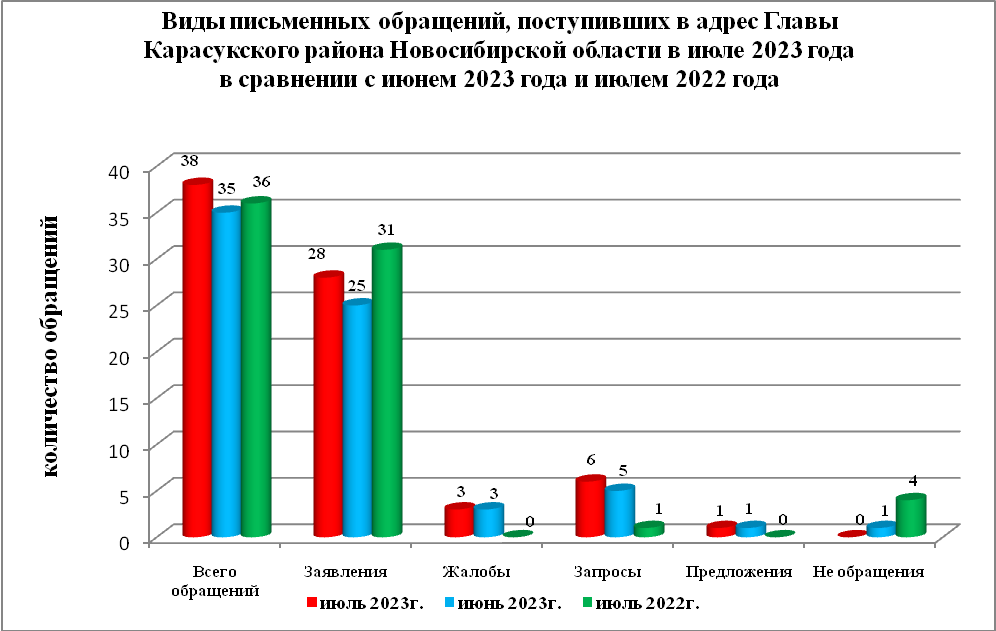 Виды письменных обращений, поступивших в адрес Главы
Карасукского района Новосибирской области в июле 2023 года
в сравнении с июнем 2023 года и июлем 2022 года
количество обращений
40
35
30
25
20
15
10
5
0
38
35
36
28
25
31
3
3
0
6
5
1
1
1
0
0
1
4
Всего
обращений
Заявления
Жалобы
Запросы
Предложения
Не обращения
июль 2023г.
июнь 2023г.
июль 2022г.